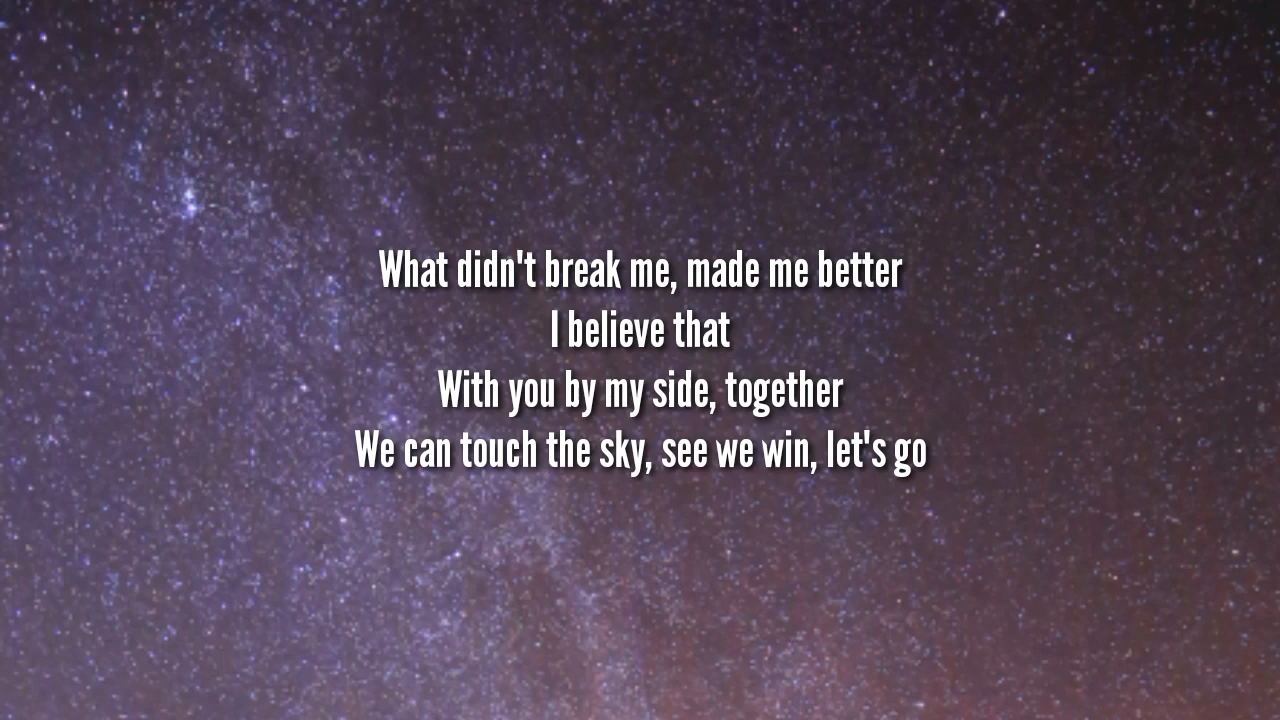 What didn't break me, made me better
I believe that
With you by my side, together
We can touch the sky, see we win, let's go